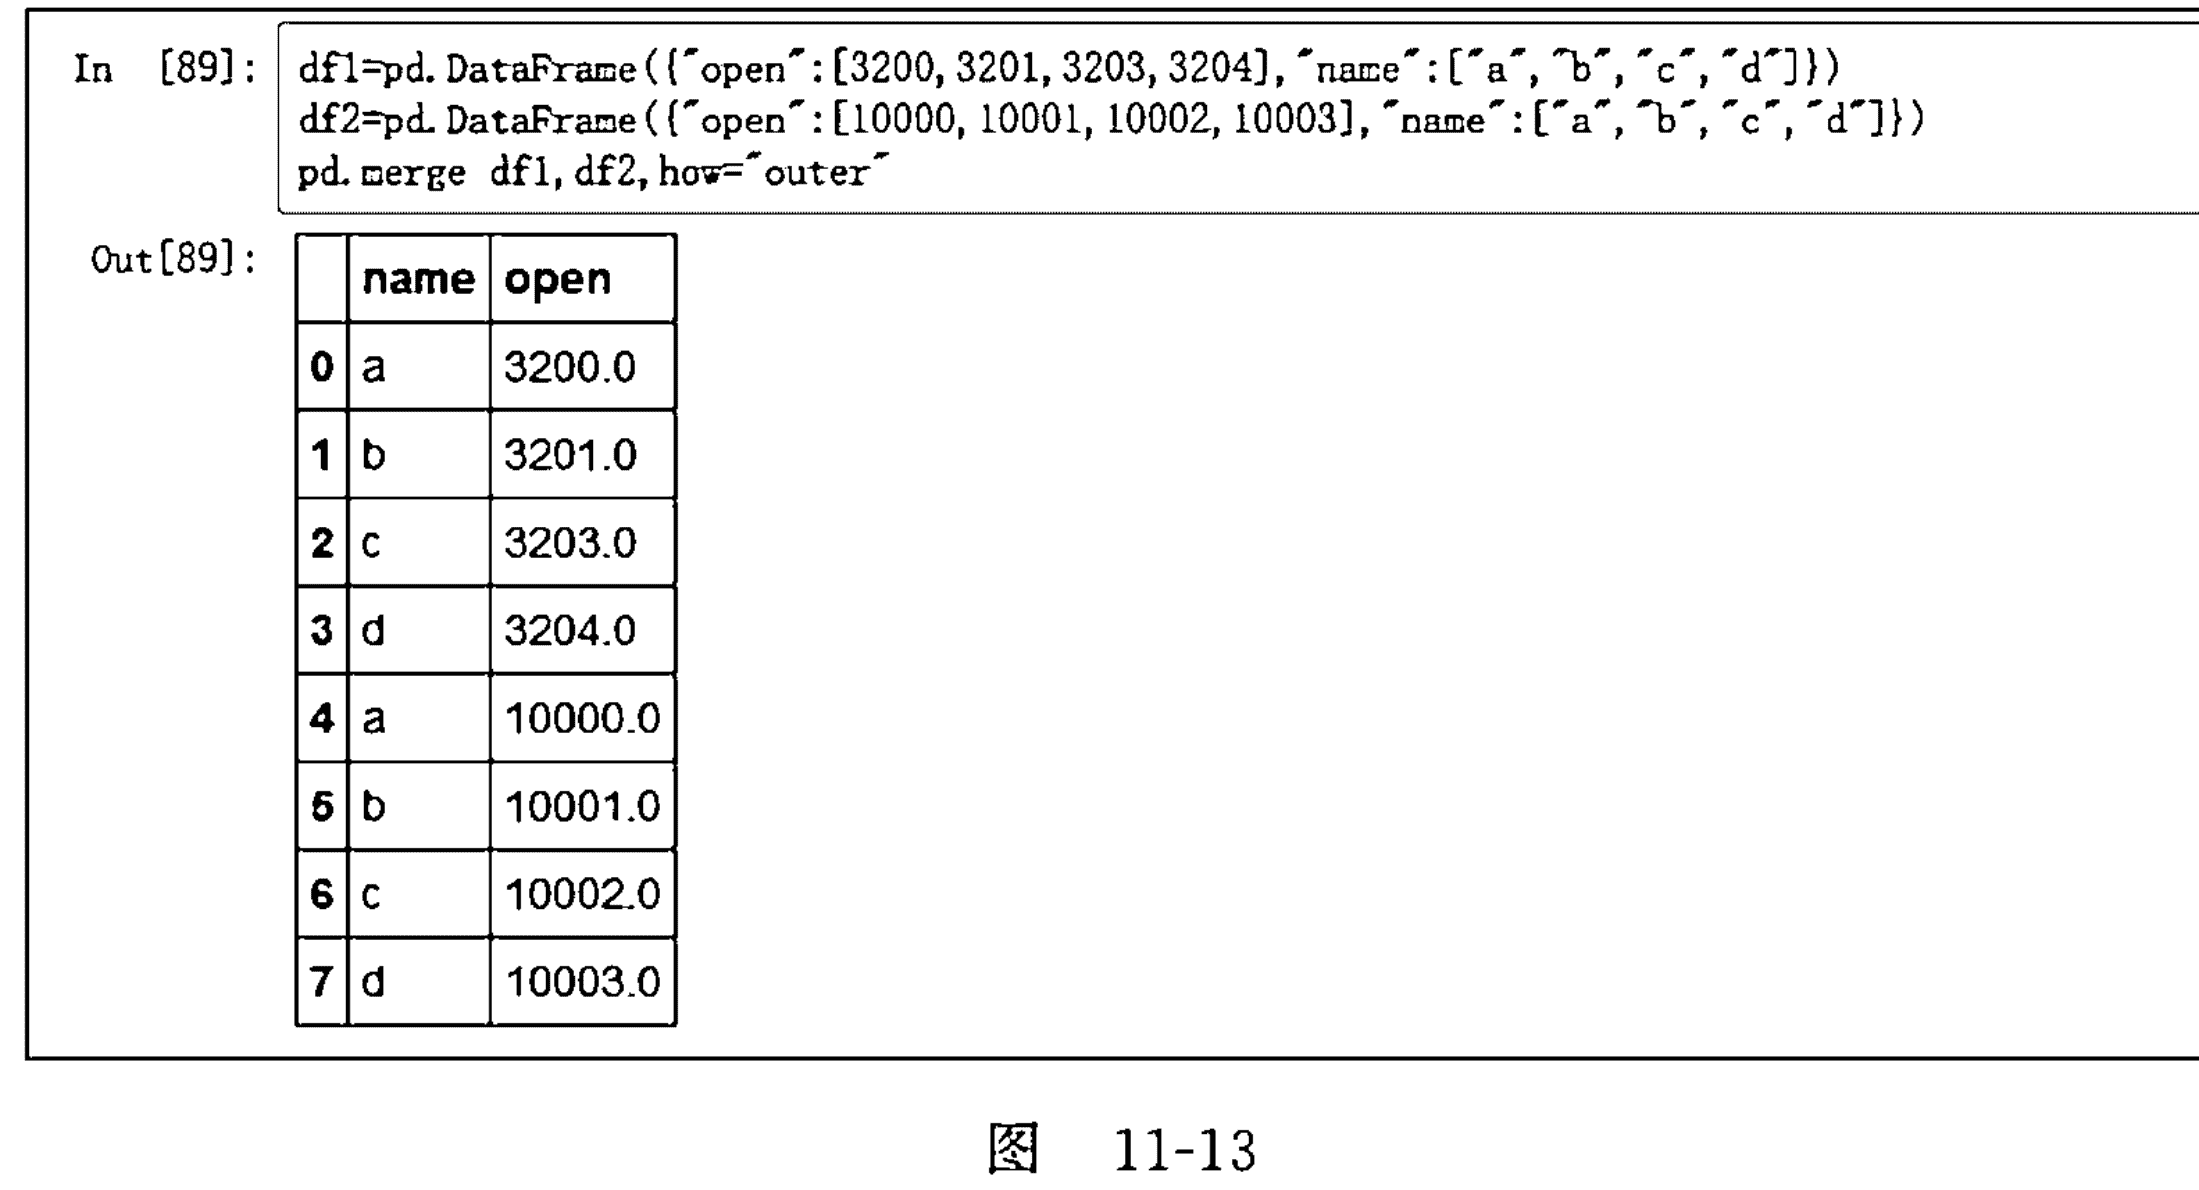 In [89]: df1=pd.DataFrame({"open":[3200,3201,3203,3204],"name":["a","b","c","d"]})
df2=pd.DataFrame({"open":[10000,10001,10002,10003],"name":["a","b","c","d"]})
pd.merge df1,df2,how="outer"
Out[89]:
name open
0 a 3200.0
1 b 3201.0
2 c 3203.0
3 d 3204.0
4 a 10000.0
5 b 10001.0
6 c 10002.0
7 d 10003.0
图 11-13